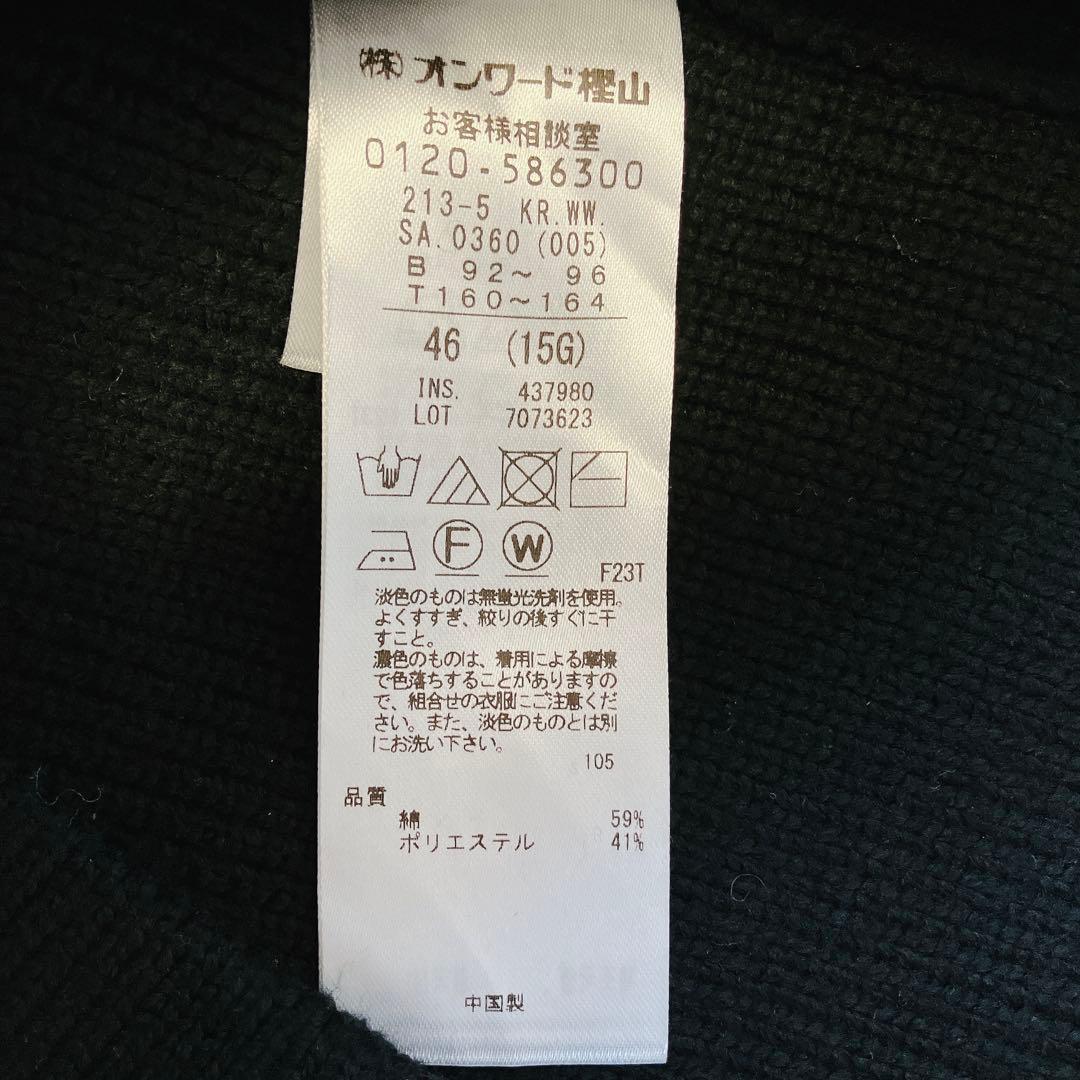 ㈱ オンワード樫山
お客様相談室
0120-586300
213-5 KR.WW.
SA.0360 (005)
B 92～ 96
T160～164
46 (15G)
INS. 437980
LOT 7073623
F W
F23T
淡色のものは無蛍光洗剤を使用。
よくすすぎ、絞りの後すぐに干
すこと。
濃色のものは、着用による摩擦
で色落ちすることがありますの
で、組合せの衣服にご注意くだ
さい。また、淡色のものとは別
にお洗い下さい。
105
品質
綿 59%
ポリエステル 41%
中国製